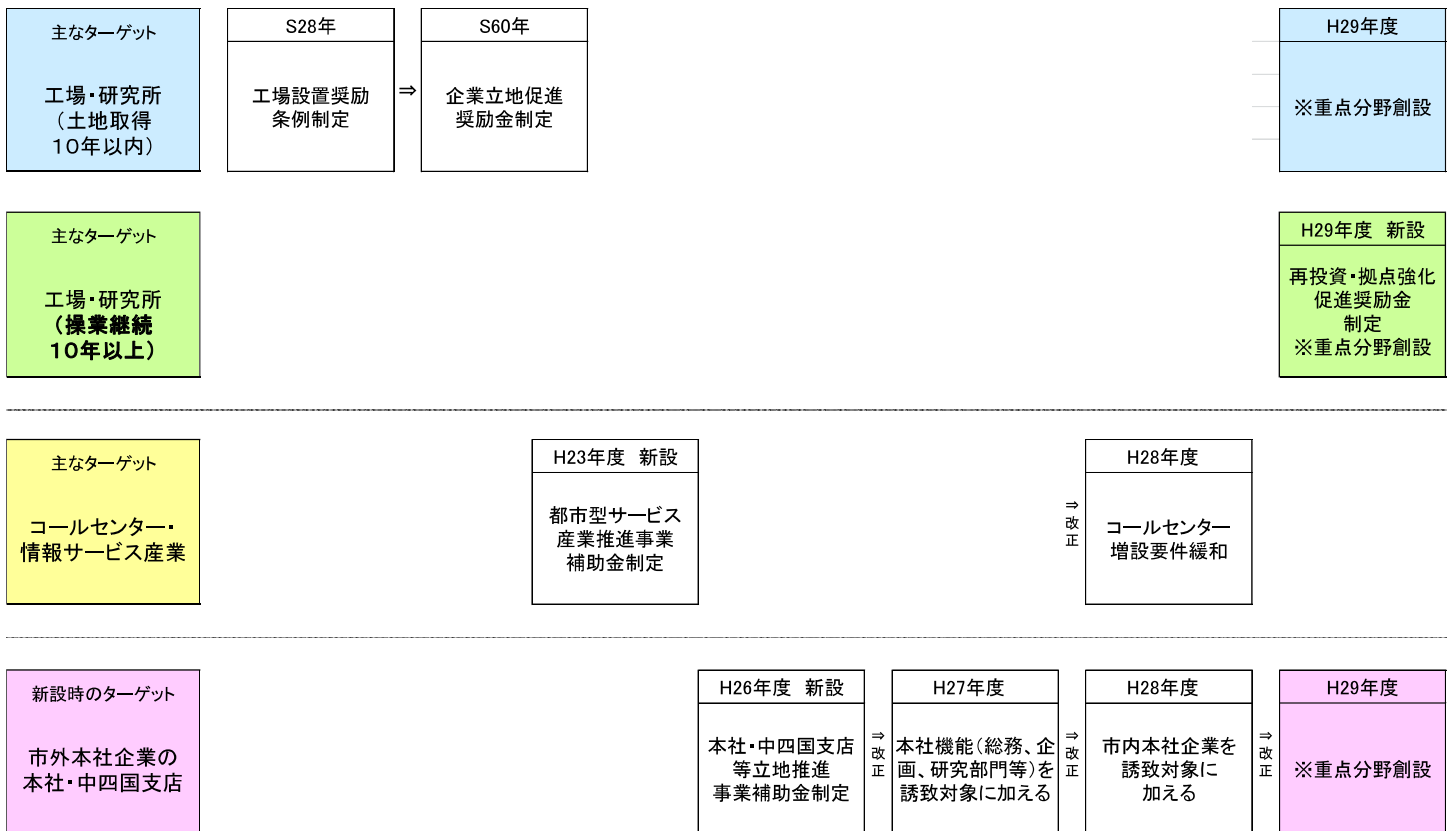 主なターゲット
工場・研究所
（土地取得
１０年以内）
S28年
工場設置奨励
条例制定
⇒
S60年
企業立地促進
奨励金制定
H29年度
※重点分野創設
主なターゲット
工場・研究所
（操業継続
１０年以上）
H29年度　新設
再投資・拠点強化
促進奨励金
制定
※重点分野創設
主なターゲット
コールセンター・
情報サービス産業
H23年度　新設
都市型サービス
産業推進事業
補助金制定
⇒
改
正
H28年度
コールセンター
増設要件緩和
新設時のターゲット
市外本社企業の
本社・中四国支店
H26年度　新設
本社・中四国支店
等立地推進
事業補助金制定
⇒
改
正
H27年度
本社機能（総務、企
画、研究部門等）を
誘致対象に加える
⇒
改
正
H28年度
市内本社企業を
誘致対象に
加える
⇒
改
正
H29年度
※重点分野創設